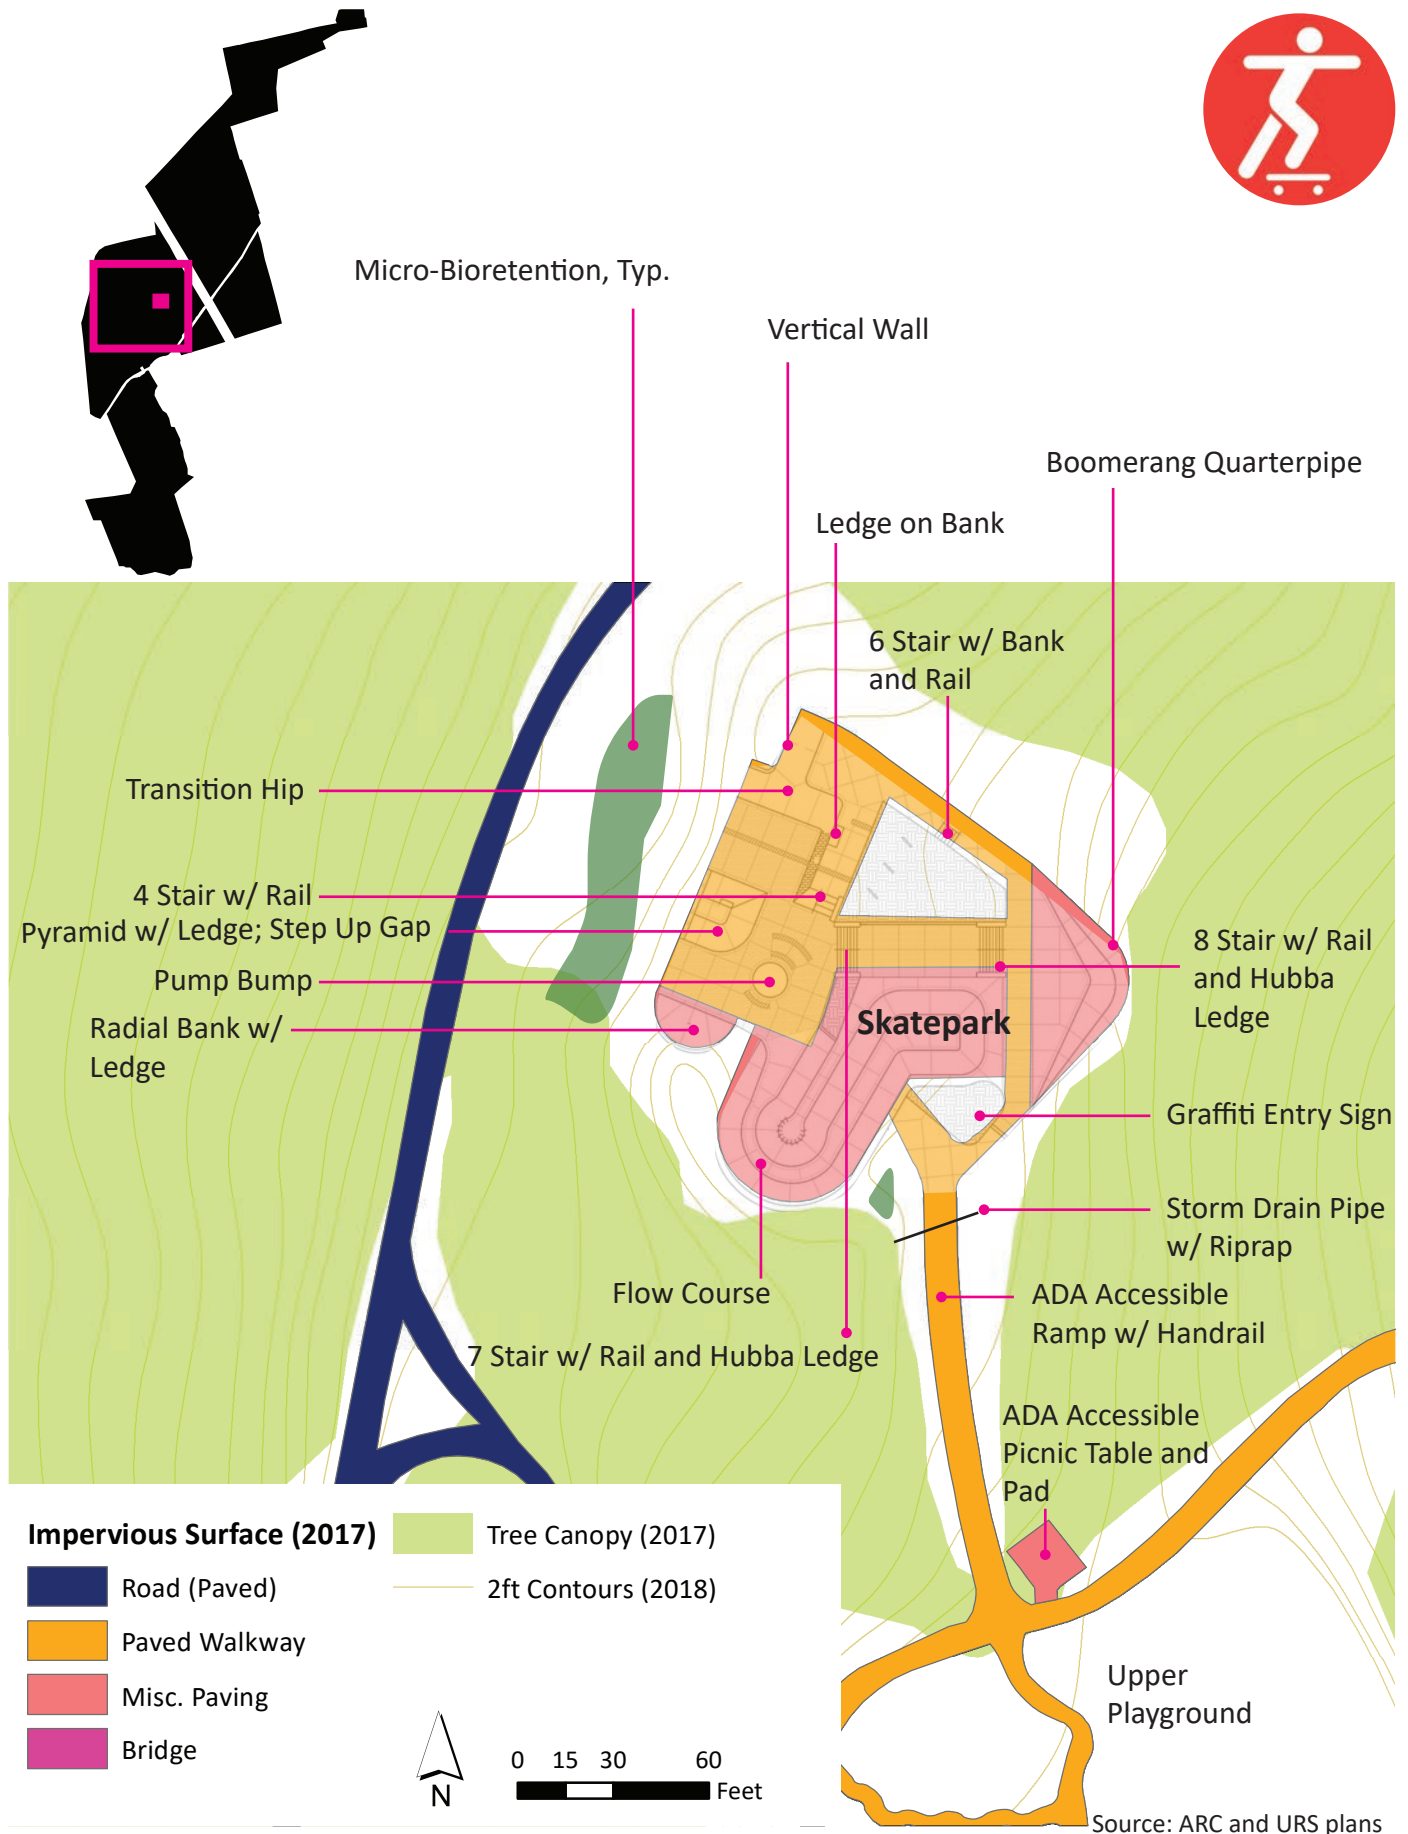 Micro-Bioretention, Typ.
Vertical Wall
Boomerang Quarterpipe
Ledge on Bank
6 Stair w/ Bank
and Rail
Transition Hip
4 Stair w/ Rail
Pyramid w/ Ledge; Step Up Gap
Pump Bump
Radial Bank w/
Ledge
8 Stair w/ Rail
and Hubba
Ledge
Skatepark
Graffiti Entry Sign
Storm Drain Pipe
w/ Riprap
Flow Course
ADA Accessible
Ramp w/ Handrail
7 Stair w/ Rail and Hubba Ledge
ADA Accessible
Picnic Table and
Pad
Impervious Surface (2017)
Road (Paved)
Paved Walkway
Misc. Paving
Bridge
Tree Canopy (2017)
2ft Contours (2018)
N
0 15 30 60
Feet
Upper
Playground
Source: ARC and URS plans